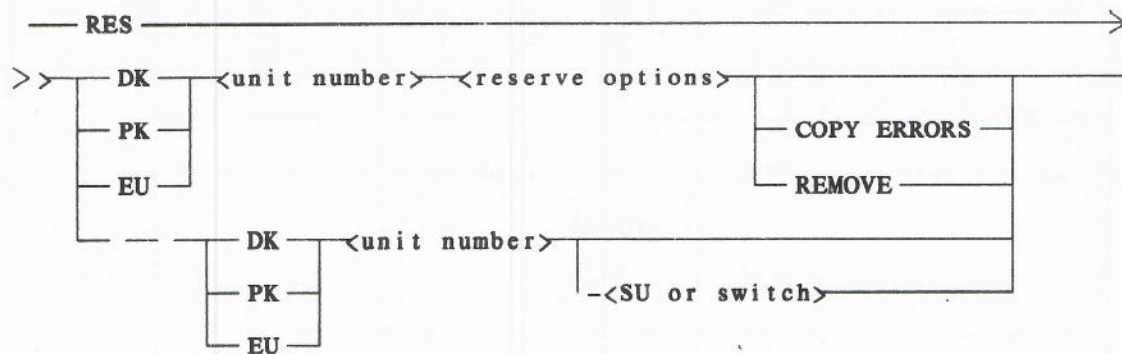 RES
DK <unit number> <reserve options>
PK COPY ERRORS
EU REMOVE
- DK <unit number>
PK -<SU or switch>
EU